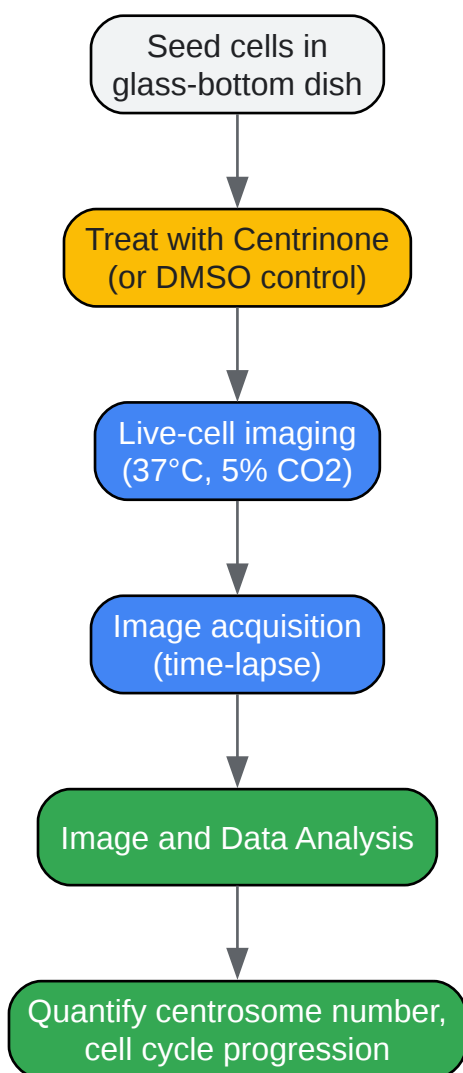 Seed cells in
glass-bottom dish
Treat with Centrinone
(or DMSO control)
Live-cell imaging
(37°C, 5% CO2)
Image acquisition
(time-lapse)
Image and Data Analysis
Quantify centrosome number,
cell cycle progression